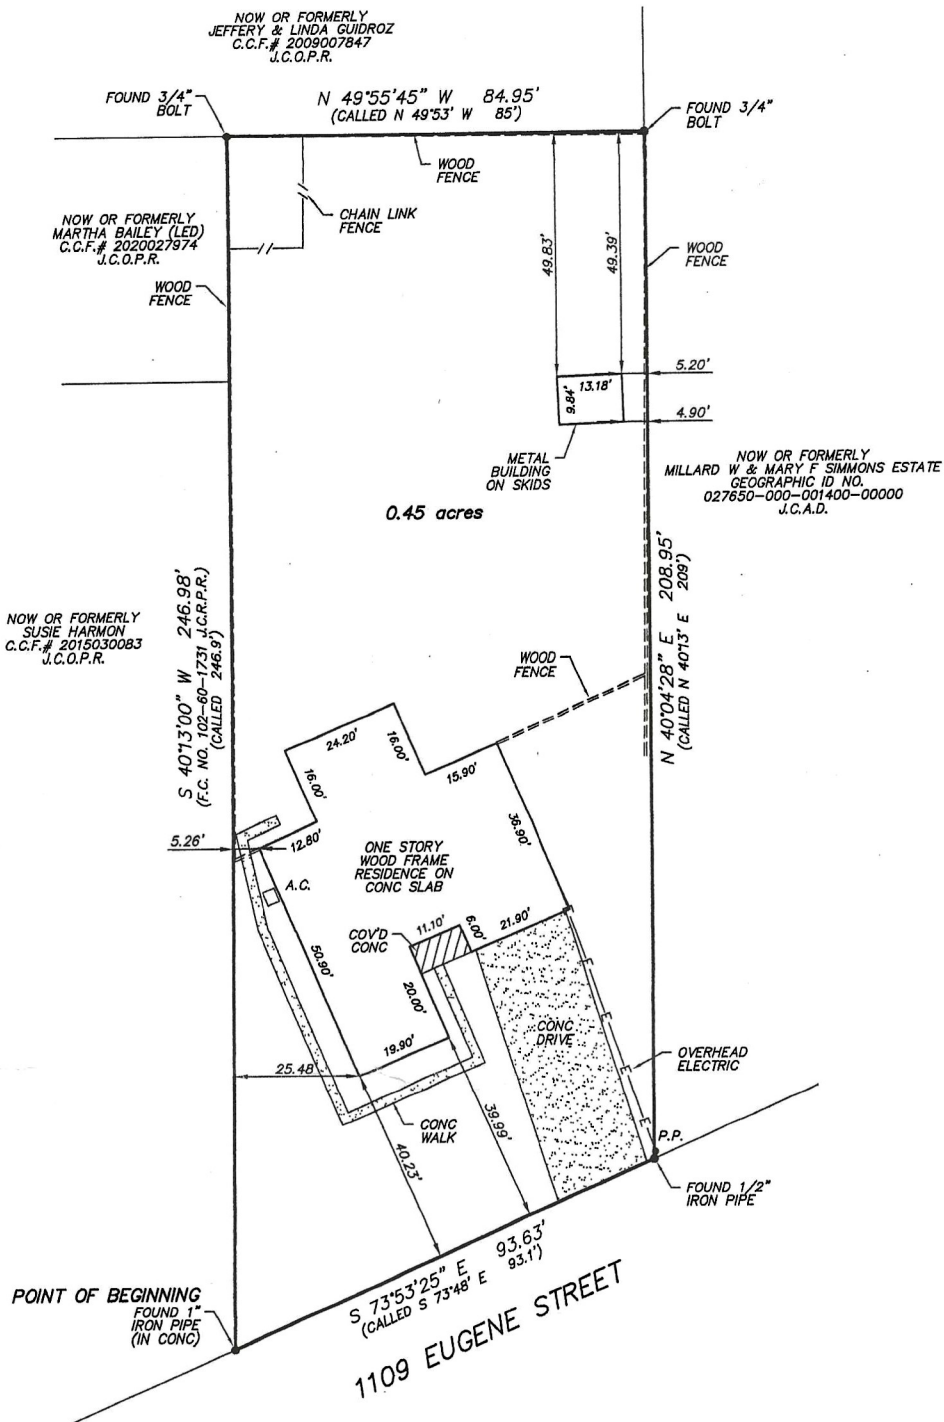 NOW OR FORMERLY
JEFFERY & LINDA GUIDROZ
C.C.F.# 2009007847
J.C.O.P.R.
FOUND 3/4"
BOLT
N 49°55'45" W 84.95'
(CALLED N 49°53' W 85')
FOUND 3/4"
BOLT
WOOD
FENCE
CHAIN LINK
FENCE
NOW OR FORMERLY
MARTHA BAILEY (LED)
C.C.F.# 2020027974
J.C.O.P.R.
WOOD
FENCE
49.83'
49.39'
WOOD
FENCE
5.20'
13.18'
9.84'
4.90'
METAL
BUILDING
ON SKIDS
NOW OR FORMERLY
MILLARD W & MARY F SIMMONS ESTATE
GEOGRAPHIC ID NO.
027650-000-001400-00000
J.C.A.D.
0.45 acres
S 40°13'00" W 246.98'
(F.C. NO. 102-60-1731 J.C.R.P.R.)
(CALLED 246.9')
N 40°04'28" E 208.95'
(CALLED N 40°13' E 209')
NOW OR FORMERLY
SUSIE HARMON
C.C.F.# 2015030083
J.C.O.P.R.
WOOD
FENCE
24.20'
16.00'
16.00'
15.90'
5.26'
12.80'
36.90'
ONE STORY
WOOD FRAME
RESIDENCE ON
CONC SLAB
A.C.
COV'D
CONC
11.10'
6.00'
21.90'
50.90'
20.00'
19.90'
25.48'
CONC
DRIVE
E
E
E
E
E
OVERHEAD
ELECTRIC
CONC
WALK
39.99'
40.23'
P.P.
FOUND 1/2"
IRON PIPE
S 73°53'25" E 93.63'
(CALLED S 73°48' E 93.1')
POINT OF BEGINNING
FOUND 1"
IRON PIPE
(IN CONC)
1109 EUGENE STREET